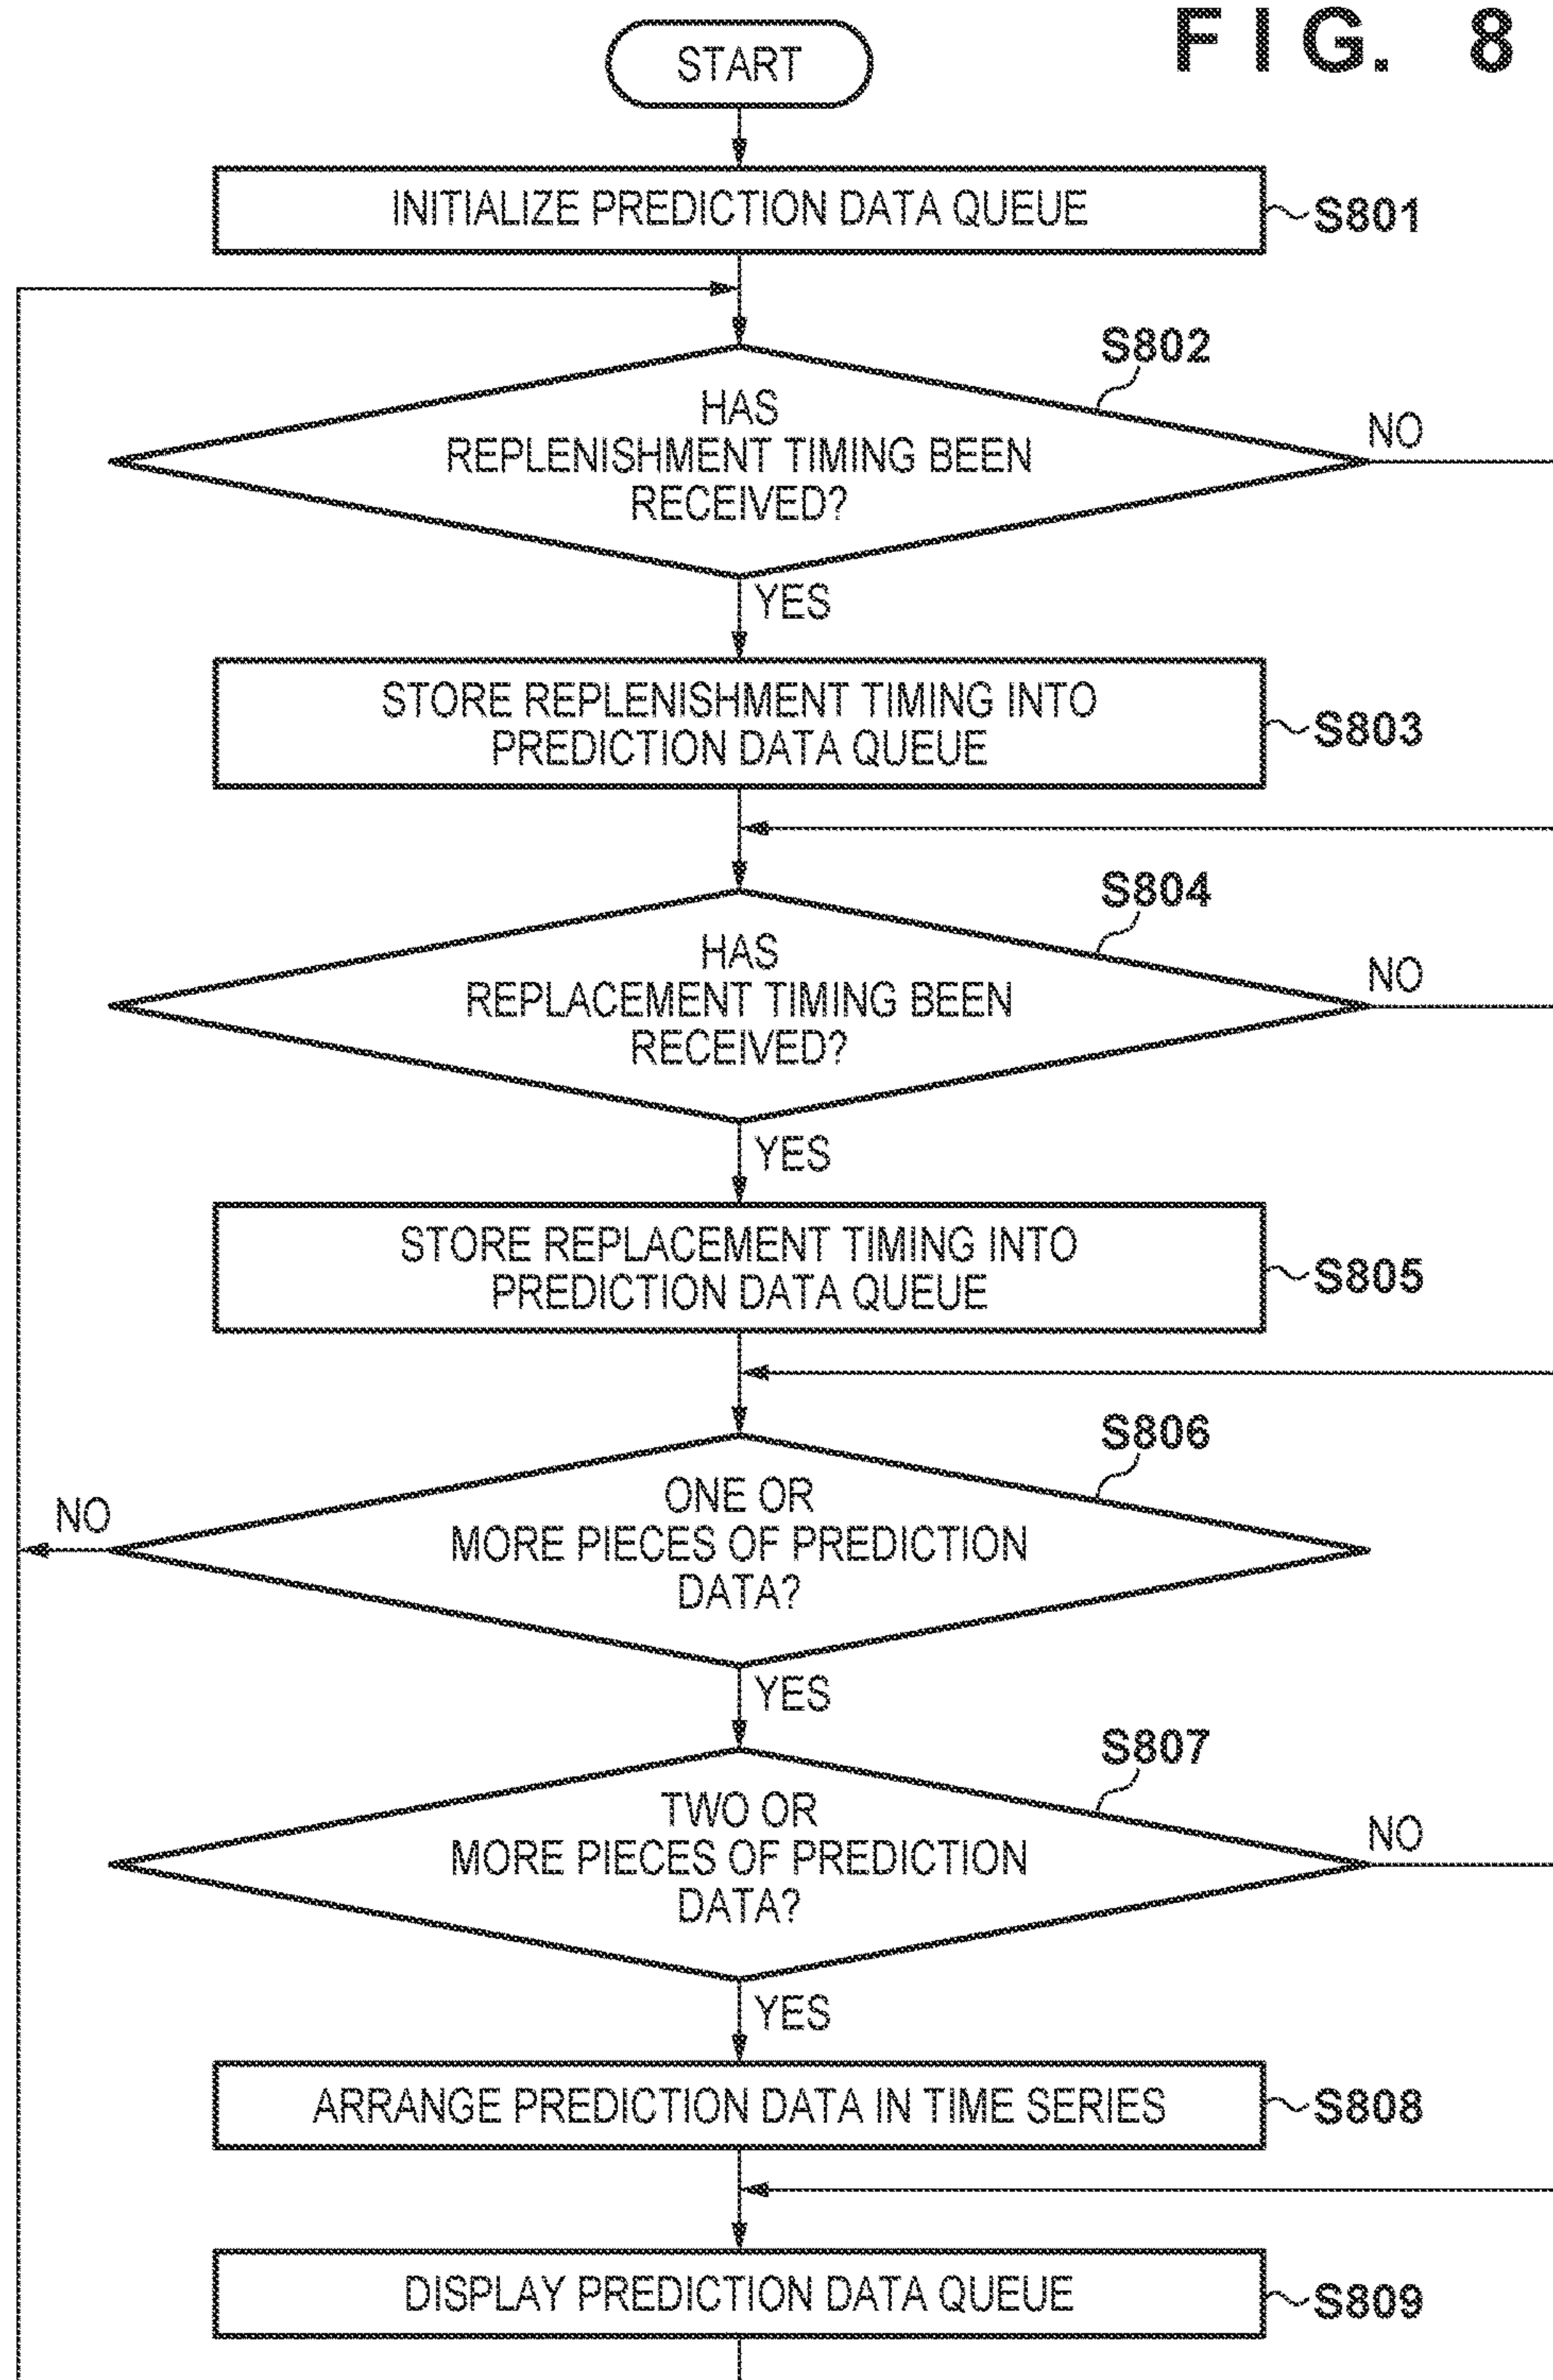 FIG. 8
START
INITIALIZE PREDICTION DATA QUEUE
S801
S802
HAS
REPLENISHMENT TIMING BEEN
RECEIVED?
NO
YES
STORE REPLENISHMENT TIMING INTO
PREDICTION DATA QUEUE
S803
S804
HAS
REPLACEMENT TIMING BEEN
RECEIVED?
NO
YES
STORE REPLACEMENT TIMING INTO
PREDICTION DATA QUEUE
S805
S806
ONE OR
MORE PIECES OF PREDICTION
DATA?
NO
YES
S807
TWO OR
MORE PIECES OF PREDICTION
DATA?
NO
YES
ARRANGE PREDICTION DATA IN TIME SERIES
S808
DISPLAY PREDICTION DATA QUEUE
S809